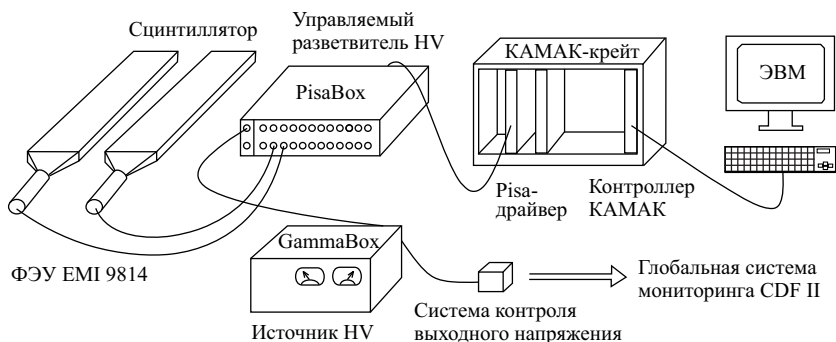 Сцинтиллятор
Управляемый
разветвитель HV
PisaBox
КАМАК-крейт
ЭВМ
Pisa-
драйвер
Контроллер
КАМАК
ФЭУ EMI 9814
GammaBox
Источник HV
Система контроля
выходного напряжения
Глобальная система
мониторинга CDF II